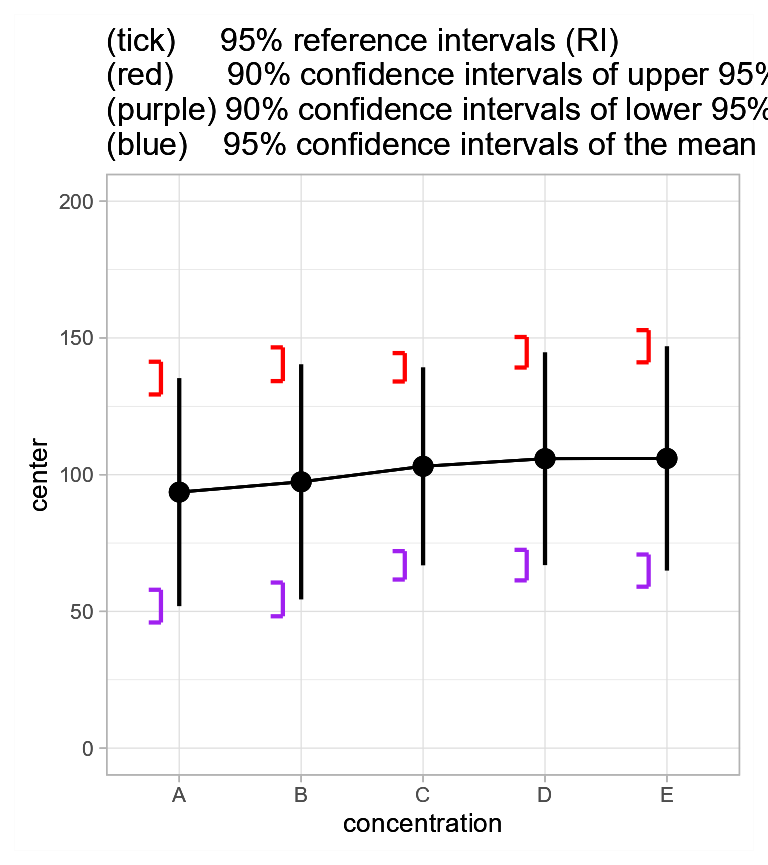 (tick) 95% reference intervals (RI)
(red) 90% confidence intervals of upper 95%
(purple) 90% confidence intervals of lower 95%
(blue) 95% confidence intervals of the mean
200
150
100
50
0
center
A B C D E
concentration